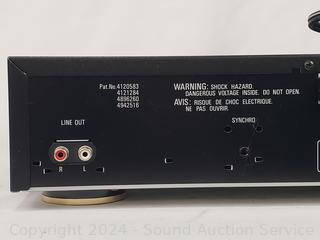 Pat.No.4120583
4121284
4896260
4942516
WARNING: SHOCK HAZARD.
DANGEROUS VOLTAGE INSIDE. DO NOT OPEN.
AVIS: RISQUE DE CHOC ELECTRIQUE.
NE PAS OUVRIR.
LINE OUT
SYNCHRO
R L
Copyright 2024 - Sound Auction Service